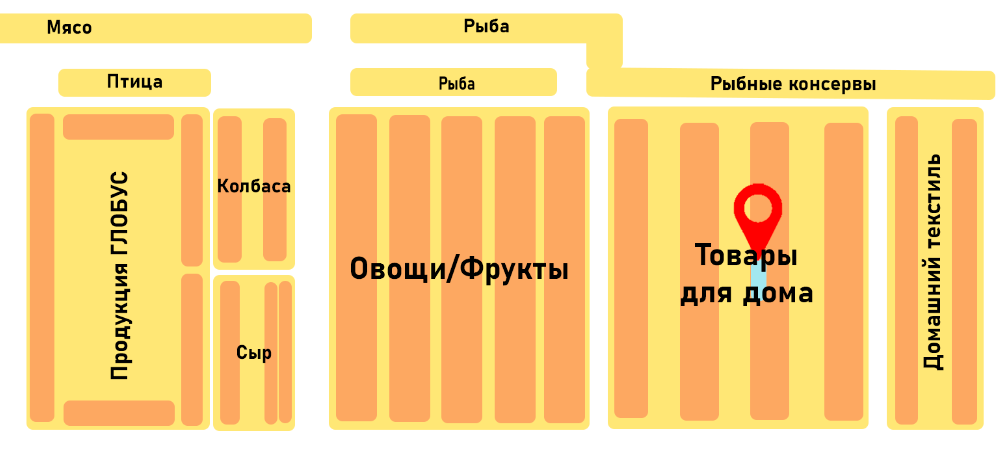 Мясо
Рыба
Птица
Рыба
Рыбные консервы
Продукция ГЛОБУС
Колбаса
Сыр
Овощи/Фрукты
Товары
для дома
Домашний текстиль